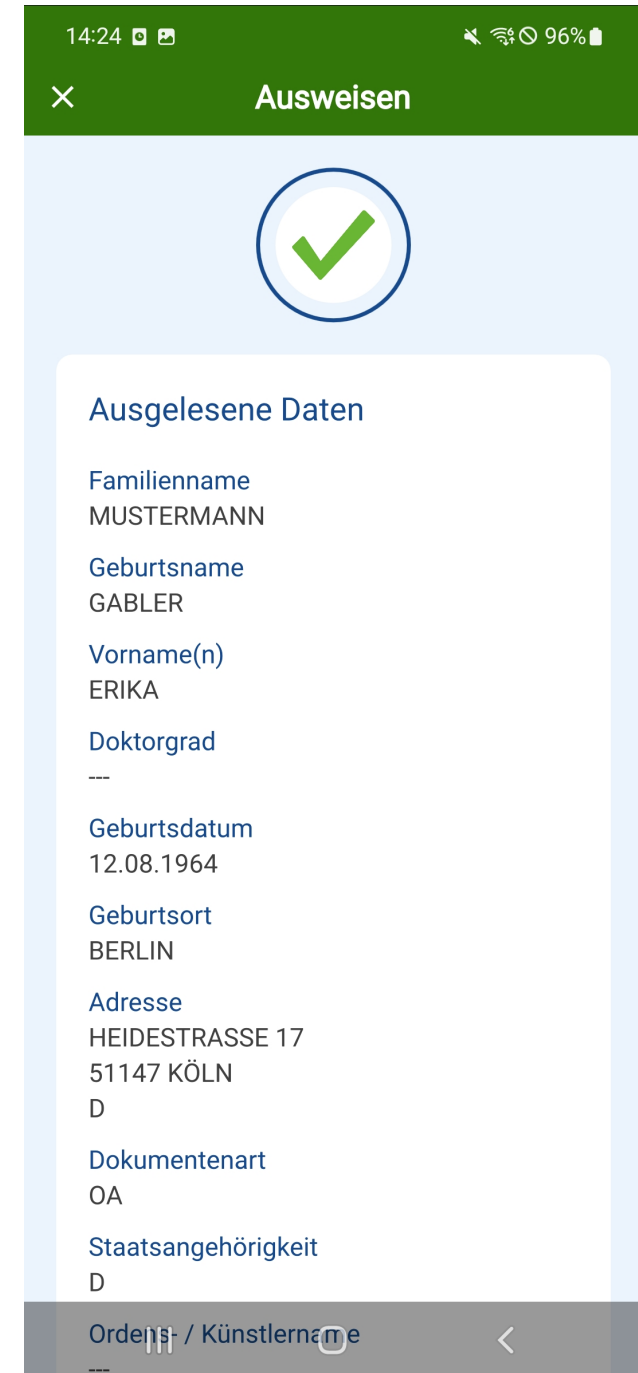 14:24
96%
Ausweisen
Ausgelesene Daten
Familienname
MUSTERMANN
Geburtsname
GABLER
Vorname(n)
ERIKA
Doktorgrad
---
Geburtsdatum
12.08.1964
Geburtsort
BERLIN
Adresse
HEIDESTRASSE 17
51147 KÖLN
D
Dokumentenart
OA
Staatsangehörigkeit
D
Ordens- / Künstlername
---